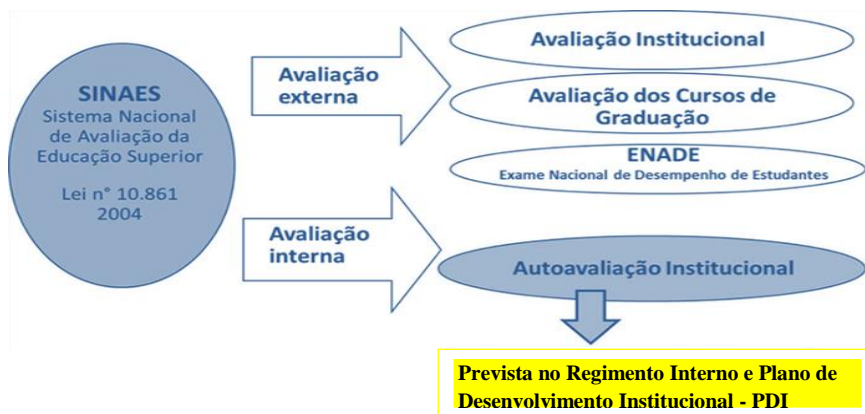 SINAES
Sistema Nacional
de Avaliação da
Educação Superior
Lei n° 10.861
2004
Avaliação
externa
Avaliação Institucional
Avaliação dos Cursos de
Graduação
ENADE
Exame Nacional de Desempenho de Estudantes
Avaliação
interna
Autoavaliação Institucional
Prevista no Regimento Interno e Plano de
Desenvolvimento Institucional - PDI